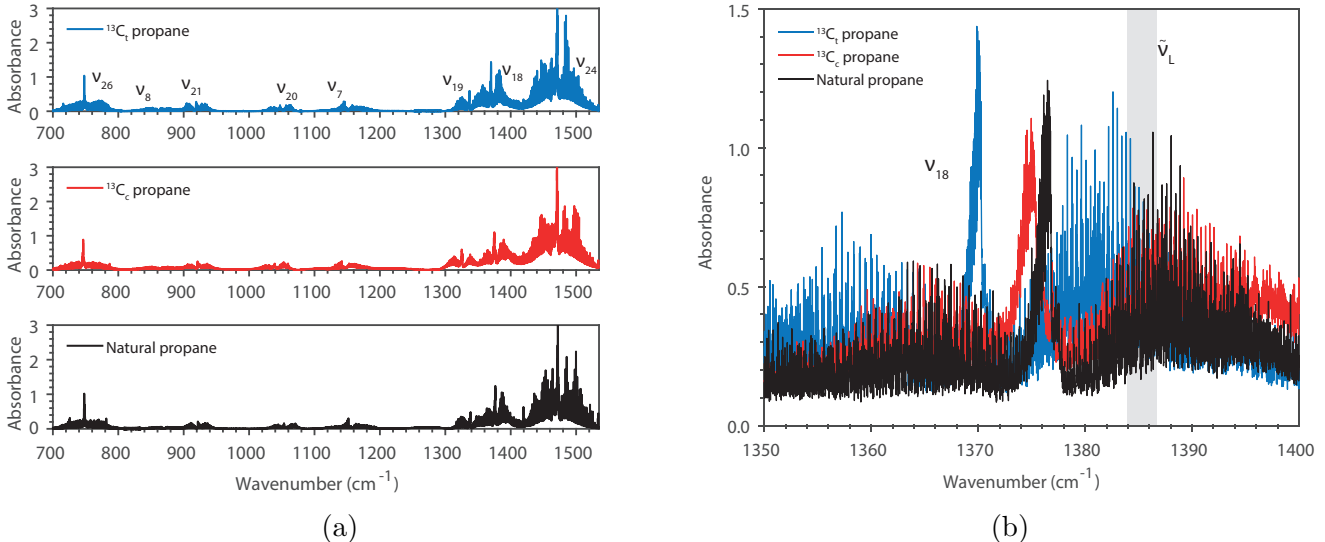 3
2
1
0
Absorbance
¹³Cₜ propane
ν₂₆
ν₈
ν₂₁
ν₂₀
ν₇
ν₁₉
ν₁₈
ν₂₄
700 800 900 1000 1100 1200 1300 1400 1500
3
2
1
0
Absorbance
¹³C꜀ propane
700 800 900 1000 1100 1200 1300 1400 1500
3
2
1
0
Absorbance
Natural propane
700 800 900 1000 1100 1200 1300 1400 1500
Wavenumber (cm⁻¹)
(a)
1.5
1.0
0.5
0.0
Absorbance
¹³Cₜ propane
¹³C꜀ propane
Natural propane
ν̃_L
ν₁₈
1350 1360 1370 1380 1390 1400
Wavenumber (cm⁻¹)
(b)